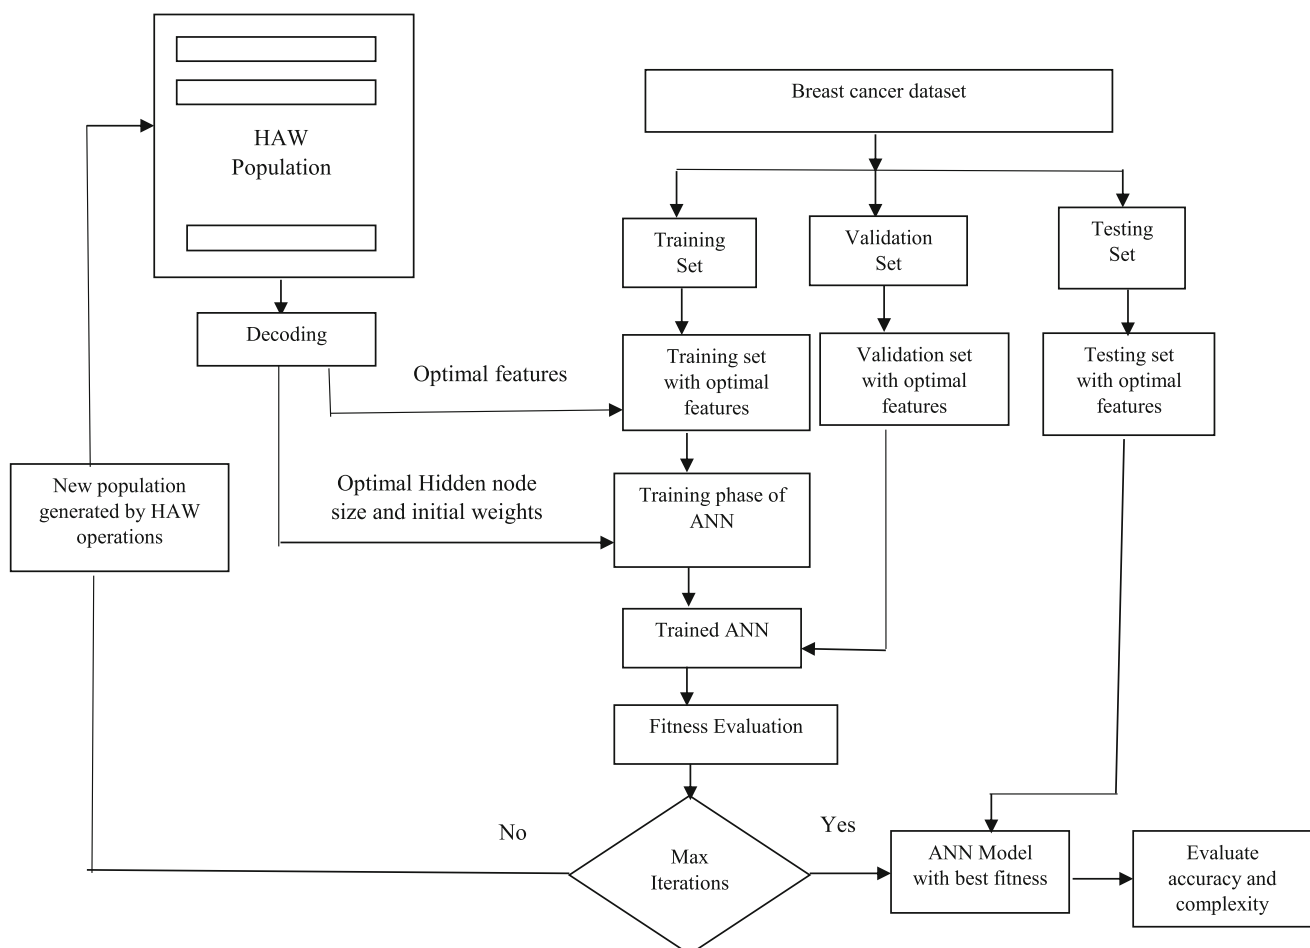 HAW
Population
Breast cancer dataset
Training
Set
Validation
Set
Testing
Set
Decoding
Optimal features
Training set
with optimal
features
Validation set
with optimal
features
Testing set
with optimal
features
New population
generated by HAW
operations
Optimal Hidden node
size and initial weights
Training phase of
ANN
Trained ANN
Fitness Evaluation
No
Yes
Max
Iterations
ANN Model
with best fitness
Evaluate
accuracy and
complexity